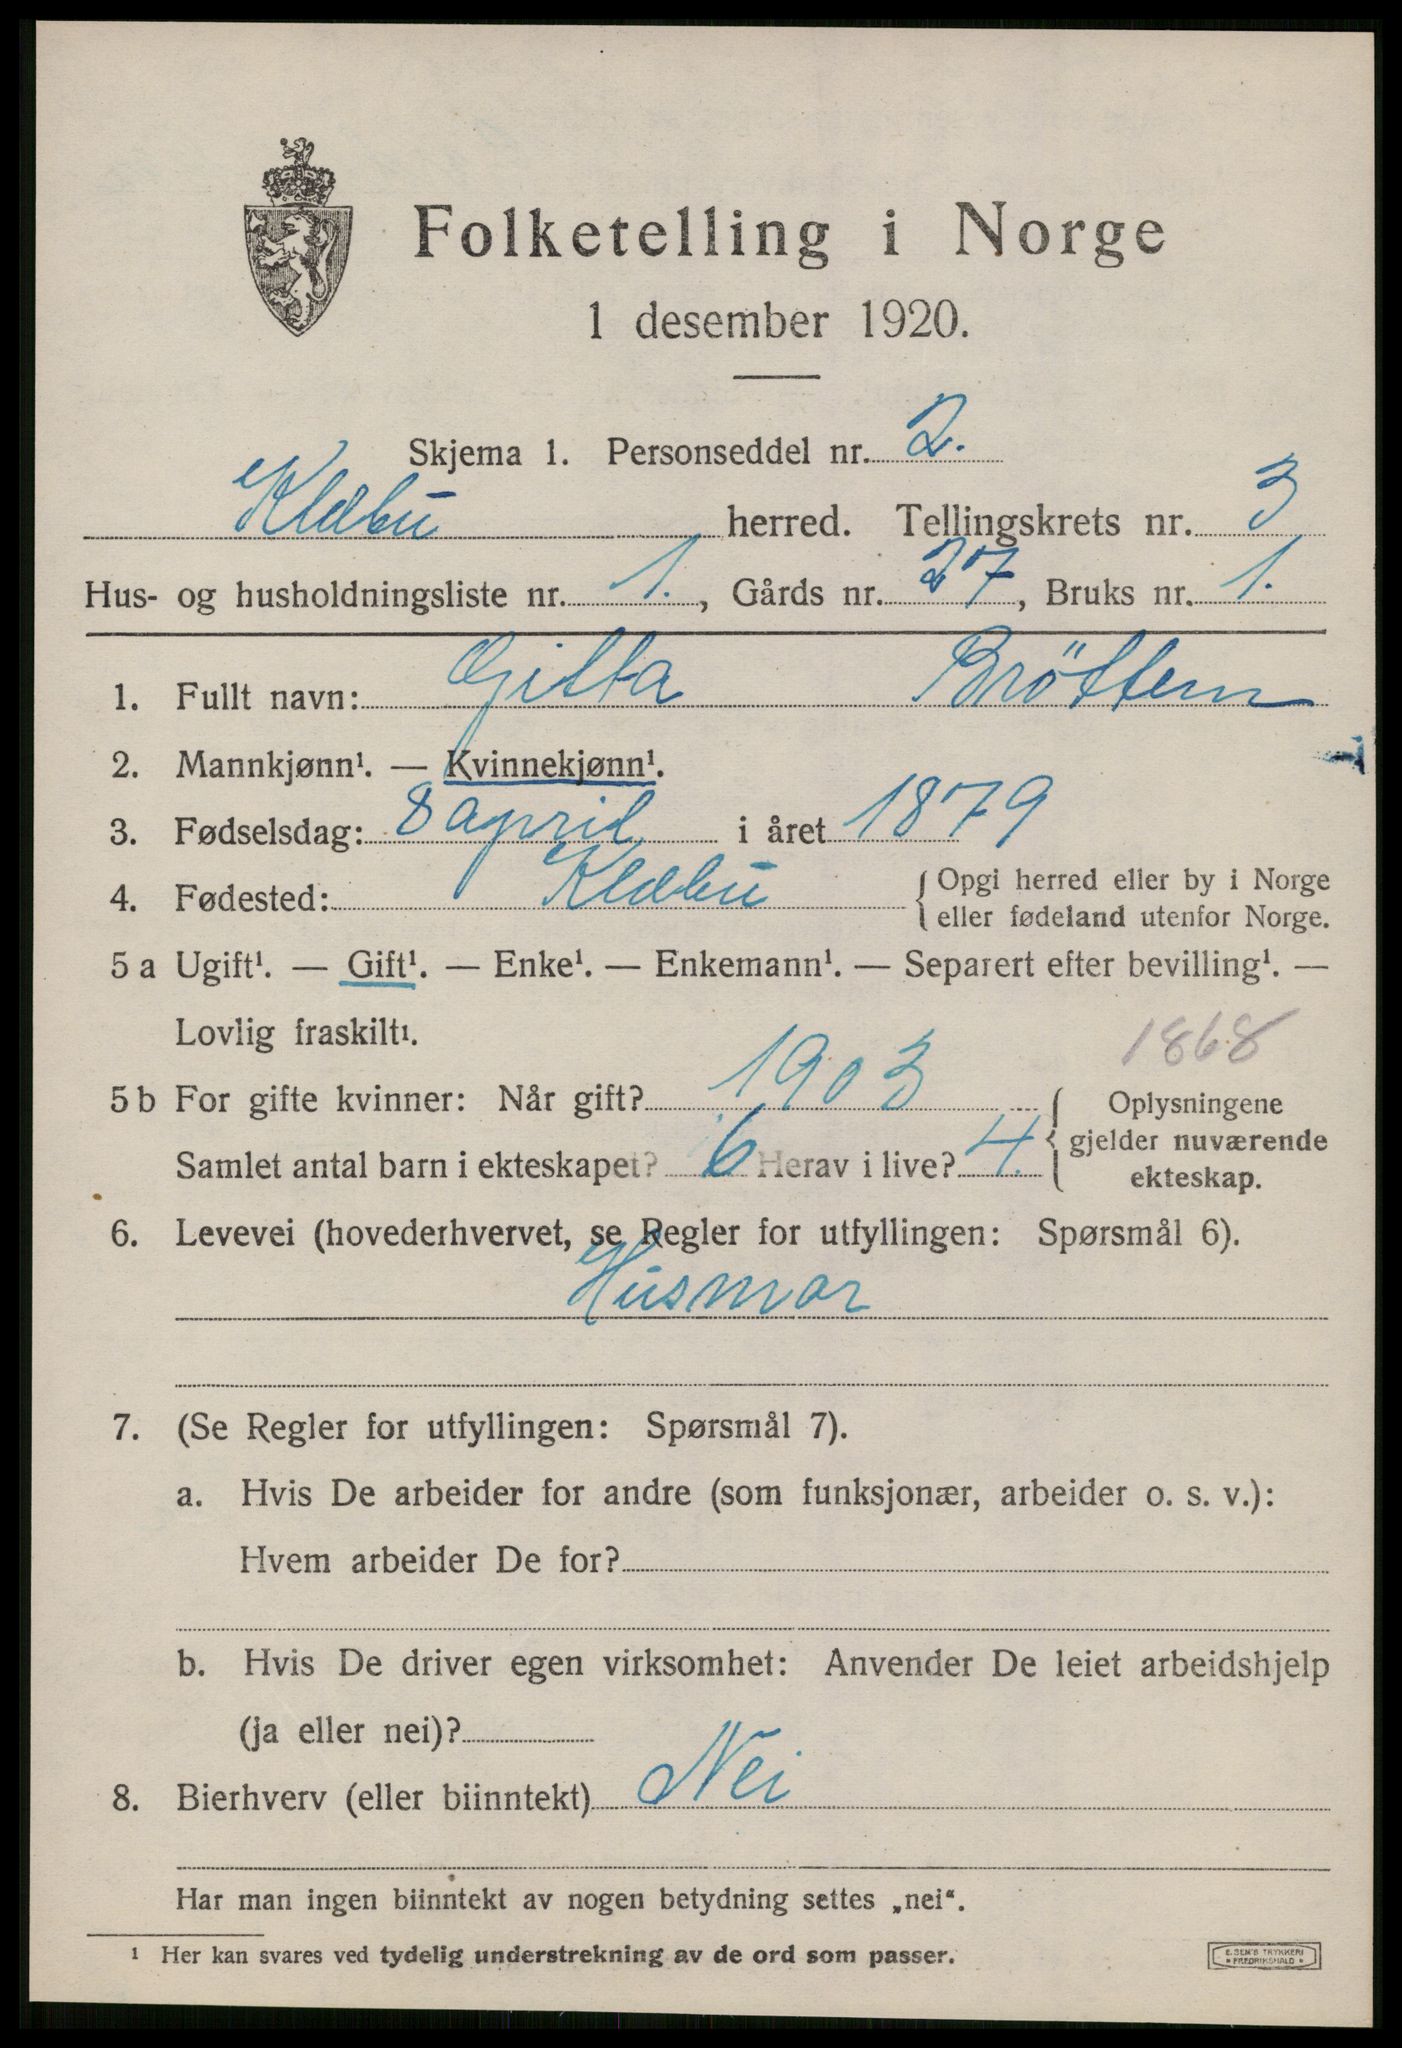 Folketelling i Norge
1 desember 1920.
Skjema 1. Personseddel nr. 2.
Klæbu herred. Tellingskrets nr. 3
Hus- og husholdningsliste nr. 1., Gårds nr. 27, Bruks nr. 1.
1. Fullt navn: Gitta Bröttem
2. Mannkjønn¹. — Kvinnekjønn¹.
3. Fødselsdag: 8 april i året 1879
4. Fødested: Klæbu { Opgi herred eller by i Norge
eller fødeland utenfor Norge.
5 a Ugift¹. — Gift¹. — Enke¹. — Enkemann¹. — Separert efter bevilling¹. —
Lovlig fraskilt¹.
1868
5 b For gifte kvinner: Når gift? 1903 { Oplysningene
gjelder nuværende
ekteskap.
Samlet antal barn i ekteskapet? 6 Herav i live? 4.
6. Levevei (hovederhvervet, se Regler for utfyllingen: Spørsmål 6).
Husmor
7. (Se Regler for utfyllingen: Spørsmål 7).
a. Hvis De arbeider for andre (som funksjonær, arbeider o. s. v.):
Hvem arbeider De for?
b. Hvis De driver egen virksomhet: Anvender De leiet arbeidshjelp
(ja eller nei)?
8. Bierhverv (eller biinntekt) Nei
Har man ingen biinntekt av nogen betydning settes „nei“.
¹ Her kan svares ved tydelig understrekning av de ord som passer.
E. SEM'S TRYKKERI
* FREDRIKSHALD *